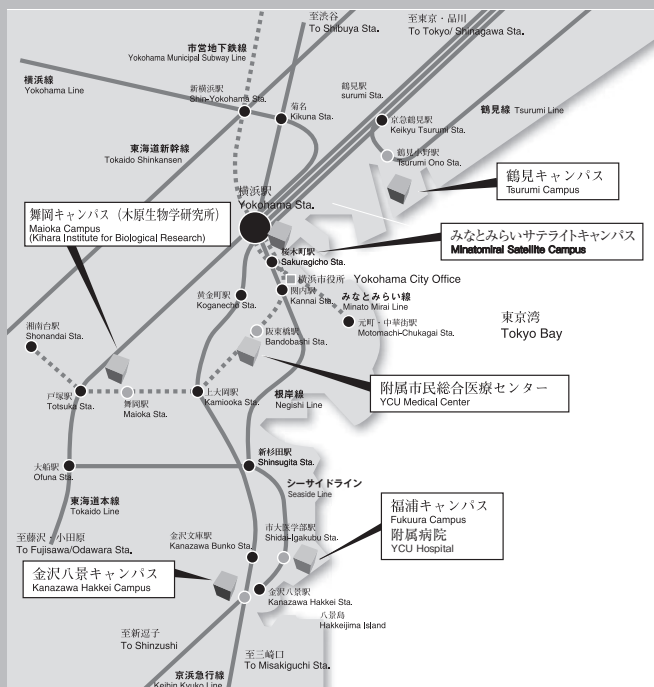 至渋谷
To Shibuya Sta.
至東京・品川
To Tokyo/ Shinagawa Sta.
市営地下鉄線
Yokohama Municipal Subway Line
横浜線
Yokohama Line
新横浜駅
Shin-Yokohama Sta.
菊名
Kikuna Sta.
鶴見駅
surumi Sta.
京急鶴見駅
Keikyu Tsurumi Sta.
鶴見線 Tsurumi Line
東海道新幹線
Tokaido Shinkansen
鶴見小野駅
Tsurumi Ono Sta.
鶴見キャンパス
Tsurumi Campus
横浜駅
Yokohama Sta.
舞岡キャンパス（木原生物学研究所）
Maioka Campus
(Kihara Institute for Biological Research)
みなとみらいサテライトキャンパス
Minatomirai Satellite Campus
桜木町駅
Sakuragicho Sta.
横浜市役所 Yokohama City Office
黄金町駅
Koganecho Sta.
関内駅
Kannai Sta.
みなとみらい線
Minato Mirai Line
元町・中華街駅
Motomachi-Chukagai Sta.
東京湾
Tokyo Bay
湘南台駅
Shonandai Sta.
阪東橋駅
Bandobashi Sta.
附属市民総合医療センター
YCU Medical Center
戸塚駅
Totsuka Sta.
舞岡駅
Maioka Sta.
上大岡駅
Kamiooka Sta.
根岸線
Negishi Line
大船駅
Ofuna Sta.
新杉田駅
Shinsugita Sta.
シーサイドライン
Seaside Line
東海道本線
Tokaido Line
福浦キャンパス
Fukuura Campus
附属病院
YCU Hospital
市大医学部駅
Shidai-Igakubu Sta.
至藤沢・小田原
To Fujisawa/Odawara Sta.
金沢文庫駅
Kanazawa Bunko Sta.
金沢八景キャンパス
Kanazawa Hakkei Campus
金沢八景駅
Kanazawa Hakkei Sta.
八景島
Hakkeijima Island
至新逗子
To Shinzushi
至三崎口
To Misakiguchi Sta.
京浜急行線
Keihin Kyuko Line